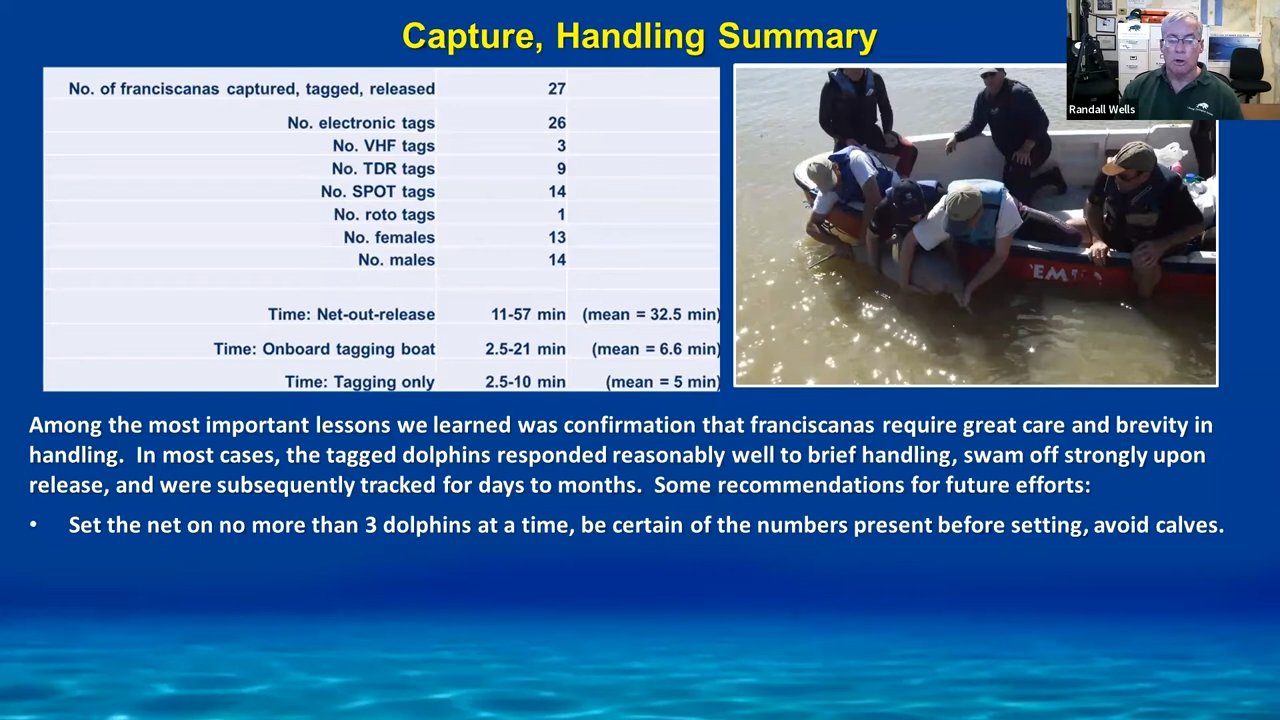 Capture, Handling Summary
Randall Wells
No. of franciscanas captured, tagged, released 27
No. electronic tags 26
No. VHF tags 3
No. TDR tags 9
No. SPOT tags 14
No. roto tags 1
No. females 13
No. males 14
Time: Net-out-release 11-57 min (mean = 32.5 min)
Time: Onboard tagging boat 2.5-21 min (mean = 6.6 min)
Time: Tagging only 2.5-10 min (mean = 5 min)
Among the most important lessons we learned was confirmation that franciscanas require great care and brevity in
handling. In most cases, the tagged dolphins responded reasonably well to brief handling, swam off strongly upon
release, and were subsequently tracked for days to months. Some recommendations for future efforts:
• Set the net on no more than 3 dolphins at a time, be certain of the numbers present before setting, avoid calves.